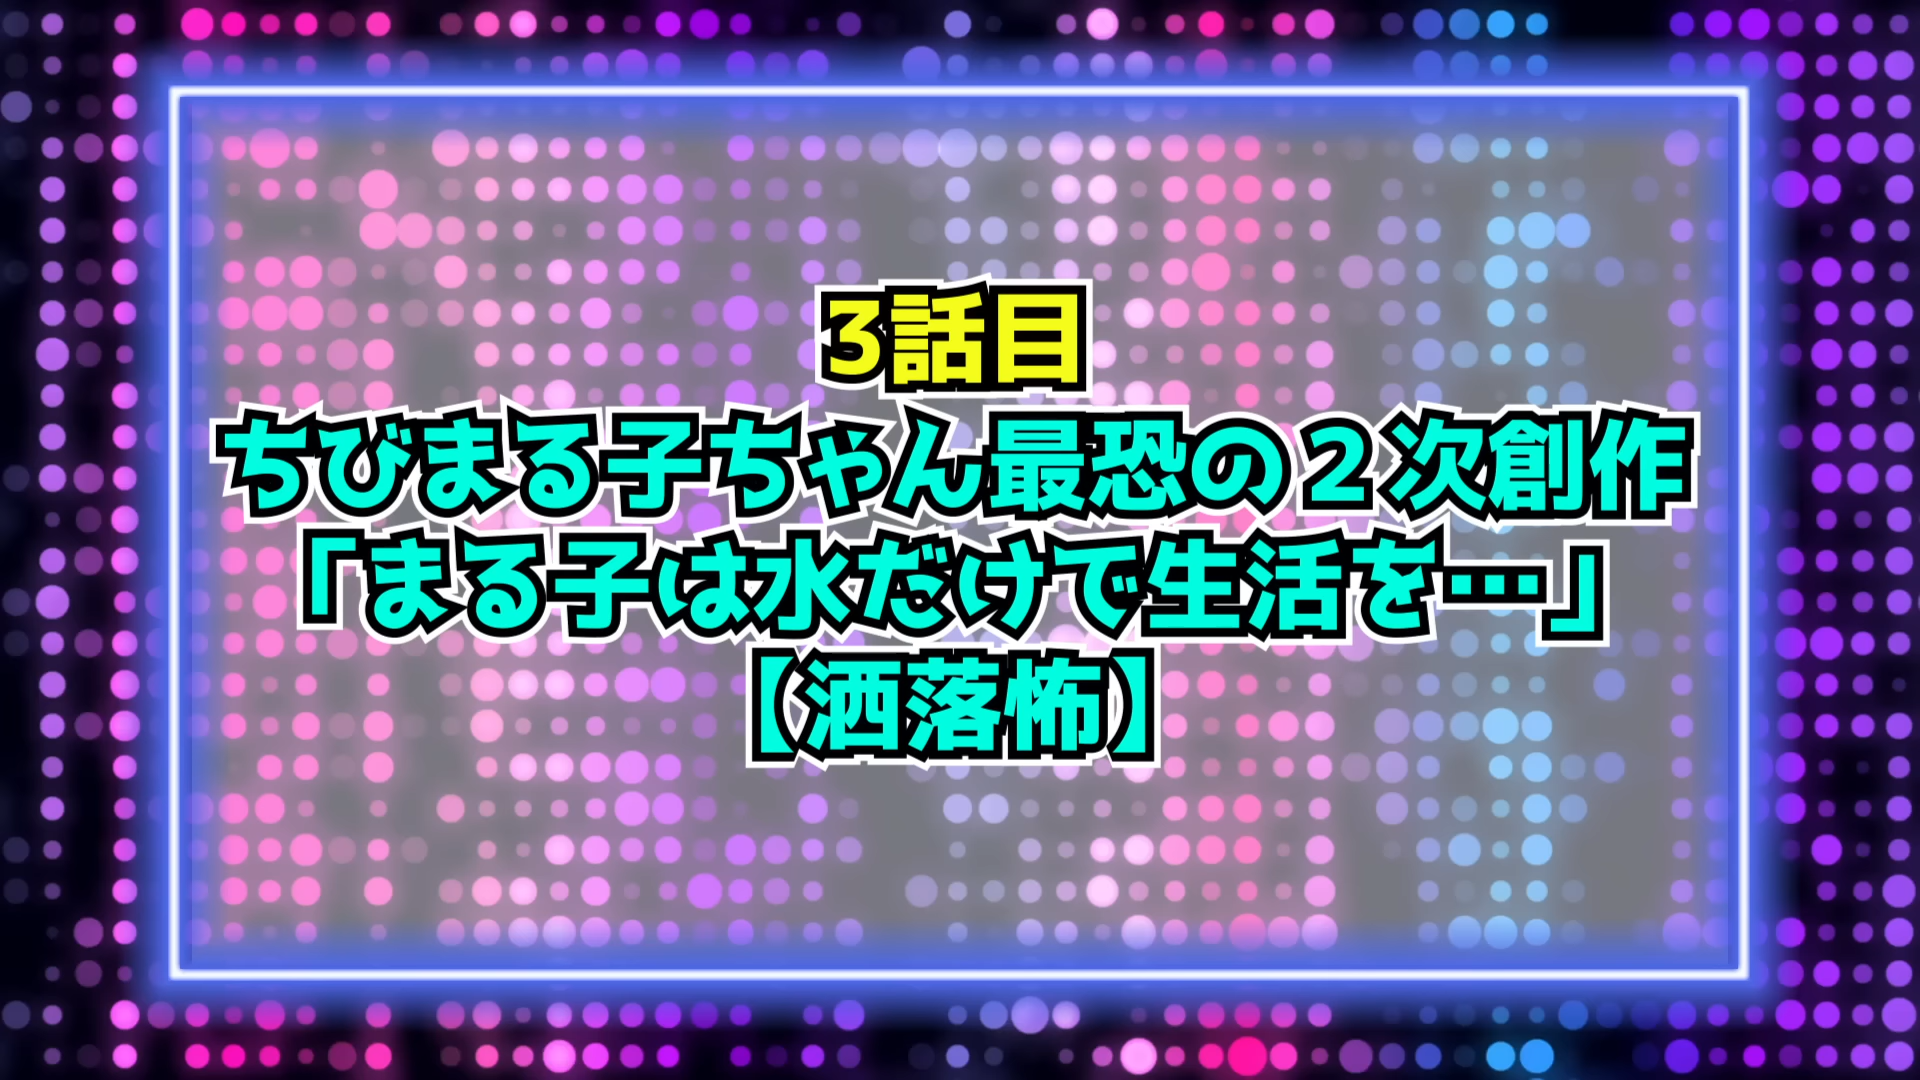 3話目
ちびまる子ちゃん最恐の２次創作
「まる子は水だけで生活を…」
【洒落怖】